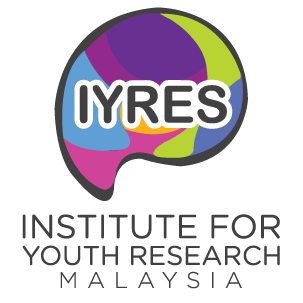 IYRES
INSTITUTE FOR
YOUTH RESEARCH
MALAYSIA